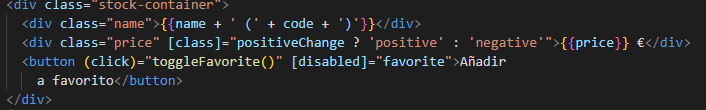 <div class="stock-container">
<div class="name">{{name + ' (' + code + ')'}}</div>
<div class="price" [class]="positiveChange ? 'positive' : 'negative'">{{price}} €</div>
<button (click)="toggleFavorite()" [disabled]="favorite">Añadir
a favorito</button>
</div>